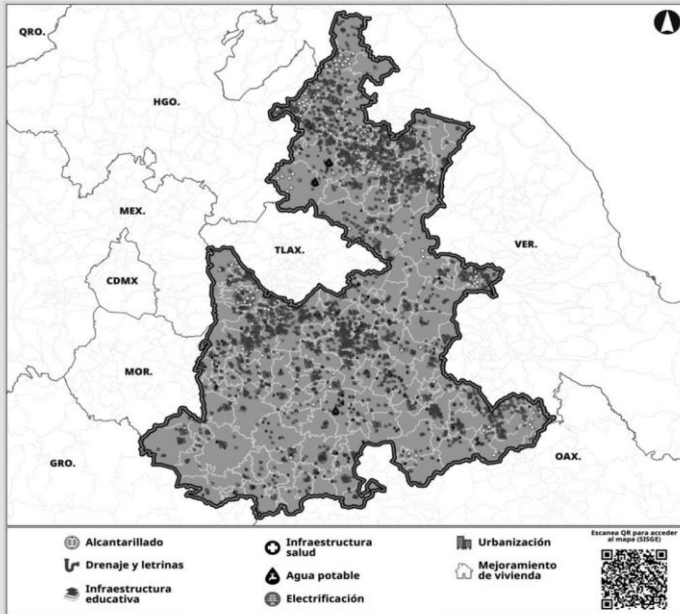 QRO.
HGO.
MEX.
TLAX.
VER.
CDMX
MOR.
GRO.
OAX.
Alcantarillado
Drenaje y letrinas
Infraestructura
educativa
Infraestructura
salud
Agua potable
Electrificación
Urbanización
Mejoramiento
de vivienda
Escanea QR para acceder
al mapa (SISGE)